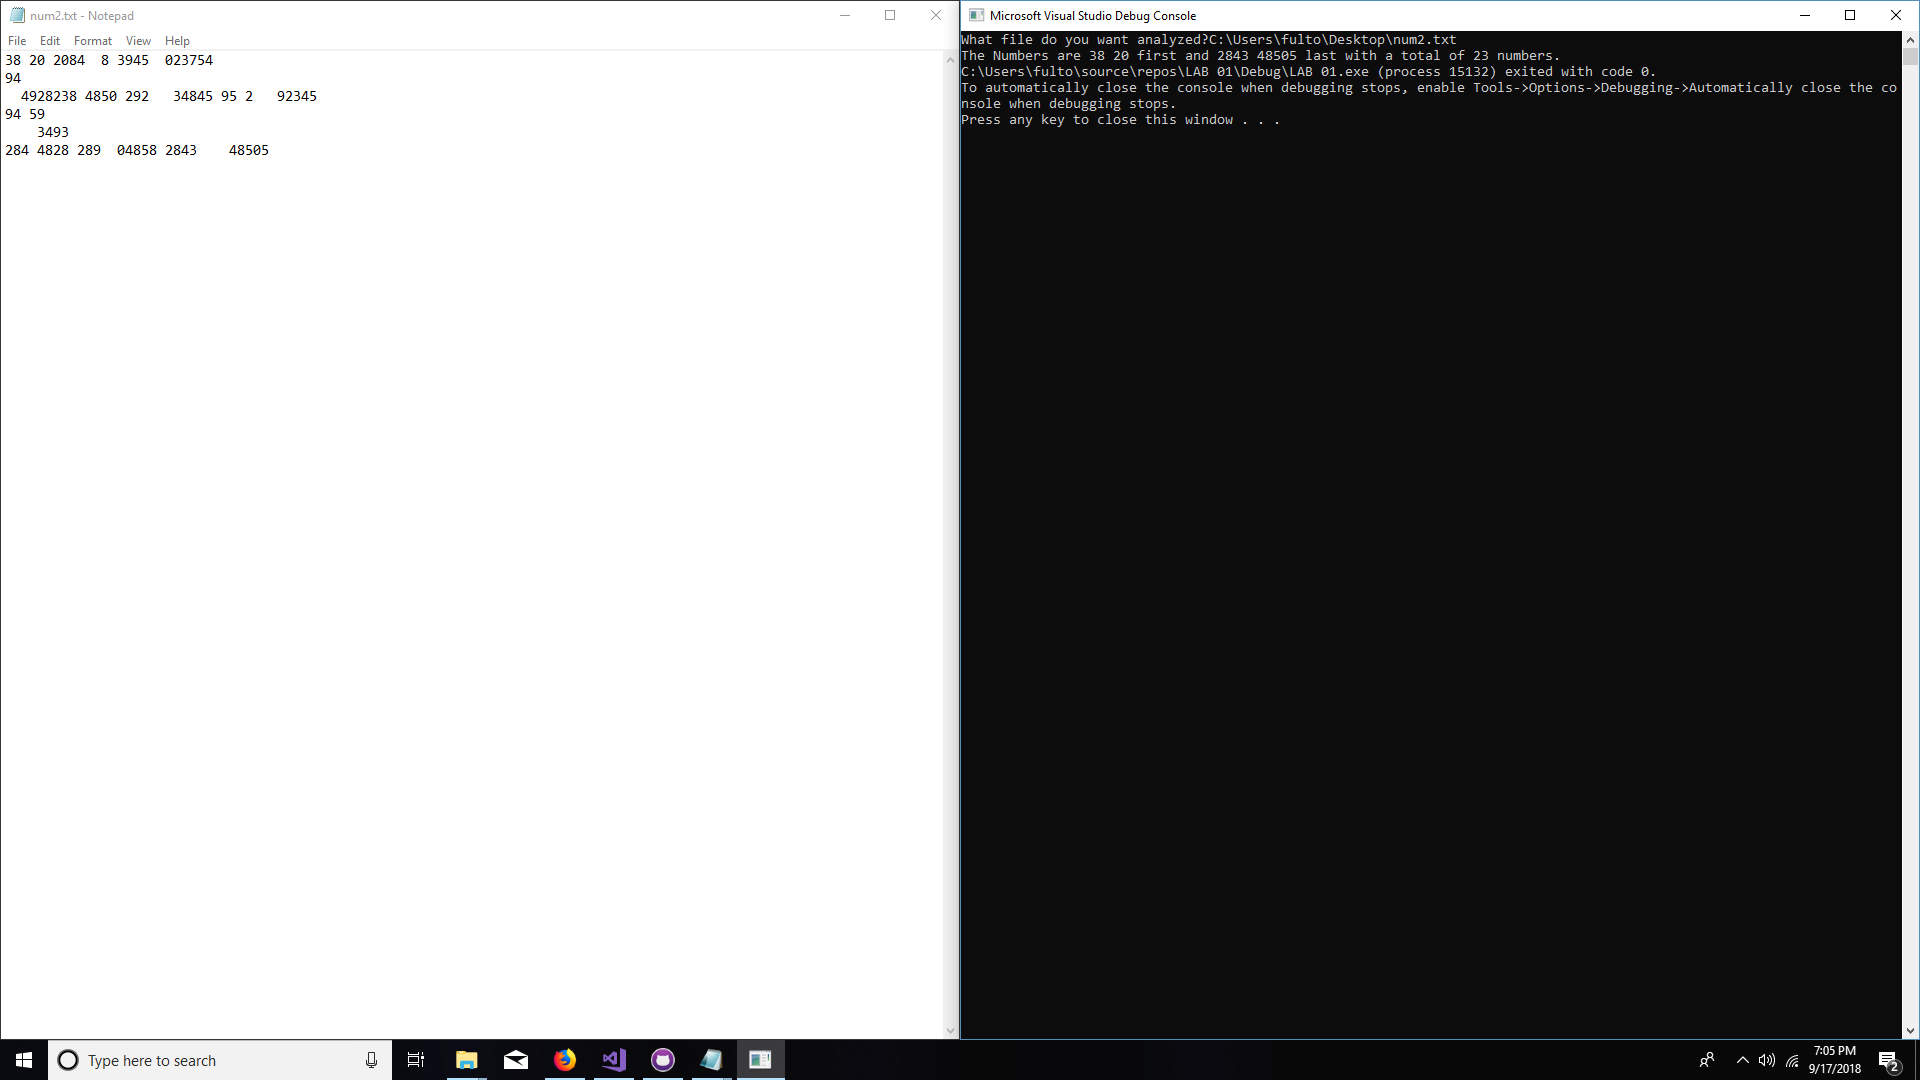 num2.txt - Notepad
File Edit Format View Help
38 20 2084  8 3945  023754
94
  4928238 4850 292   34845 95 2   92345
94 59
    3493
284 4828 289  04858 2843    48505
Microsoft Visual Studio Debug Console
What file do you want analyzed?C:\Users\fulto\Desktop\num2.txt
The Numbers are 38 20 first and 2843 48505 last with a total of 23 numbers.
C:\Users\fulto\source\repos\LAB 01\Debug\LAB 01.exe (process 15132) exited with code 0.
To automatically close the console when debugging stops, enable Tools->Options->Debugging->Automatically close the co
nsole when debugging stops.
Press any key to close this window . . .
Type here to search
7:05 PM
9/17/2018
2